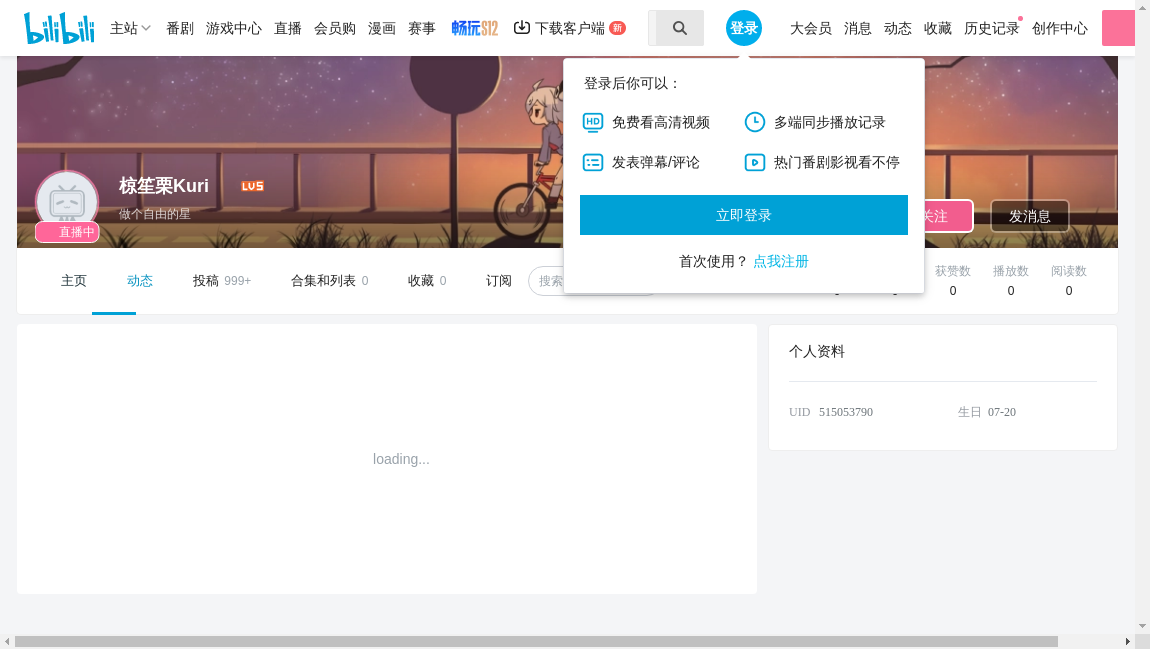 bilibili 主站 番剧 游戏中心 直播 会员购 漫画 赛事 畅玩S12 下载客户端 新 登录 大会员 消息 动态 收藏 历史记录 创作中心
登录后你可以：
HD 免费看高清视频 多端同步播放记录
发表弹幕/评论 热门番剧影视看不停
立即登录
首次使用？ 点我注册
椋笙栗Kuri LV5
做个自由的星
直播中
关注 发消息
主页 动态 投稿 999+ 合集和列表 0 收藏 0 订阅 搜索
获赞数 播放数 阅读数
0 0 0
loading...
个人资料
UID 515053790 生日 07-20